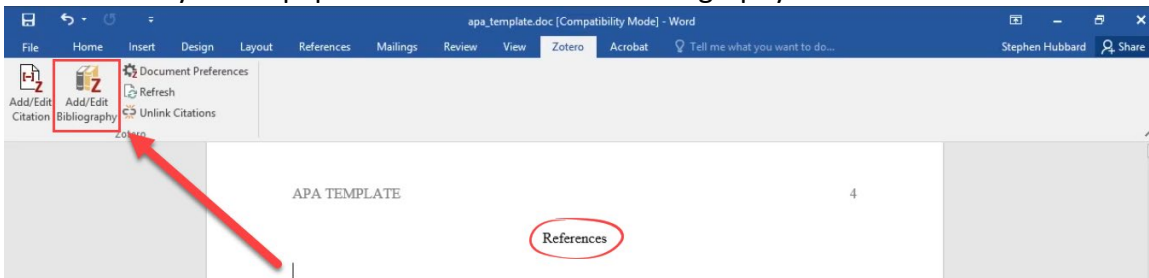 apa_template.doc [Compatibility Mode] - Word
File Home Insert Design Layout References Mailings Review View Zotero Acrobat Tell me what you want to do... Stephen Hubbard Share
Document Preferences
Refresh
Unlink Citations
Add/Edit Citation
Add/Edit Bibliography
Zotero
APA TEMPLATE 4
References